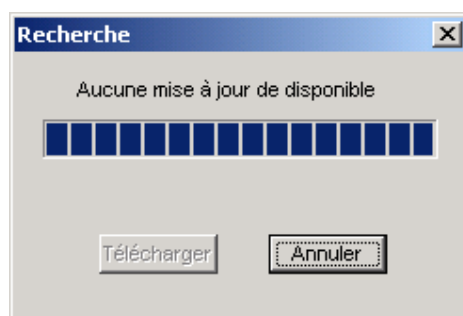 Recherche
Aucune mise à jour de disponible
Télécharger
Annuler